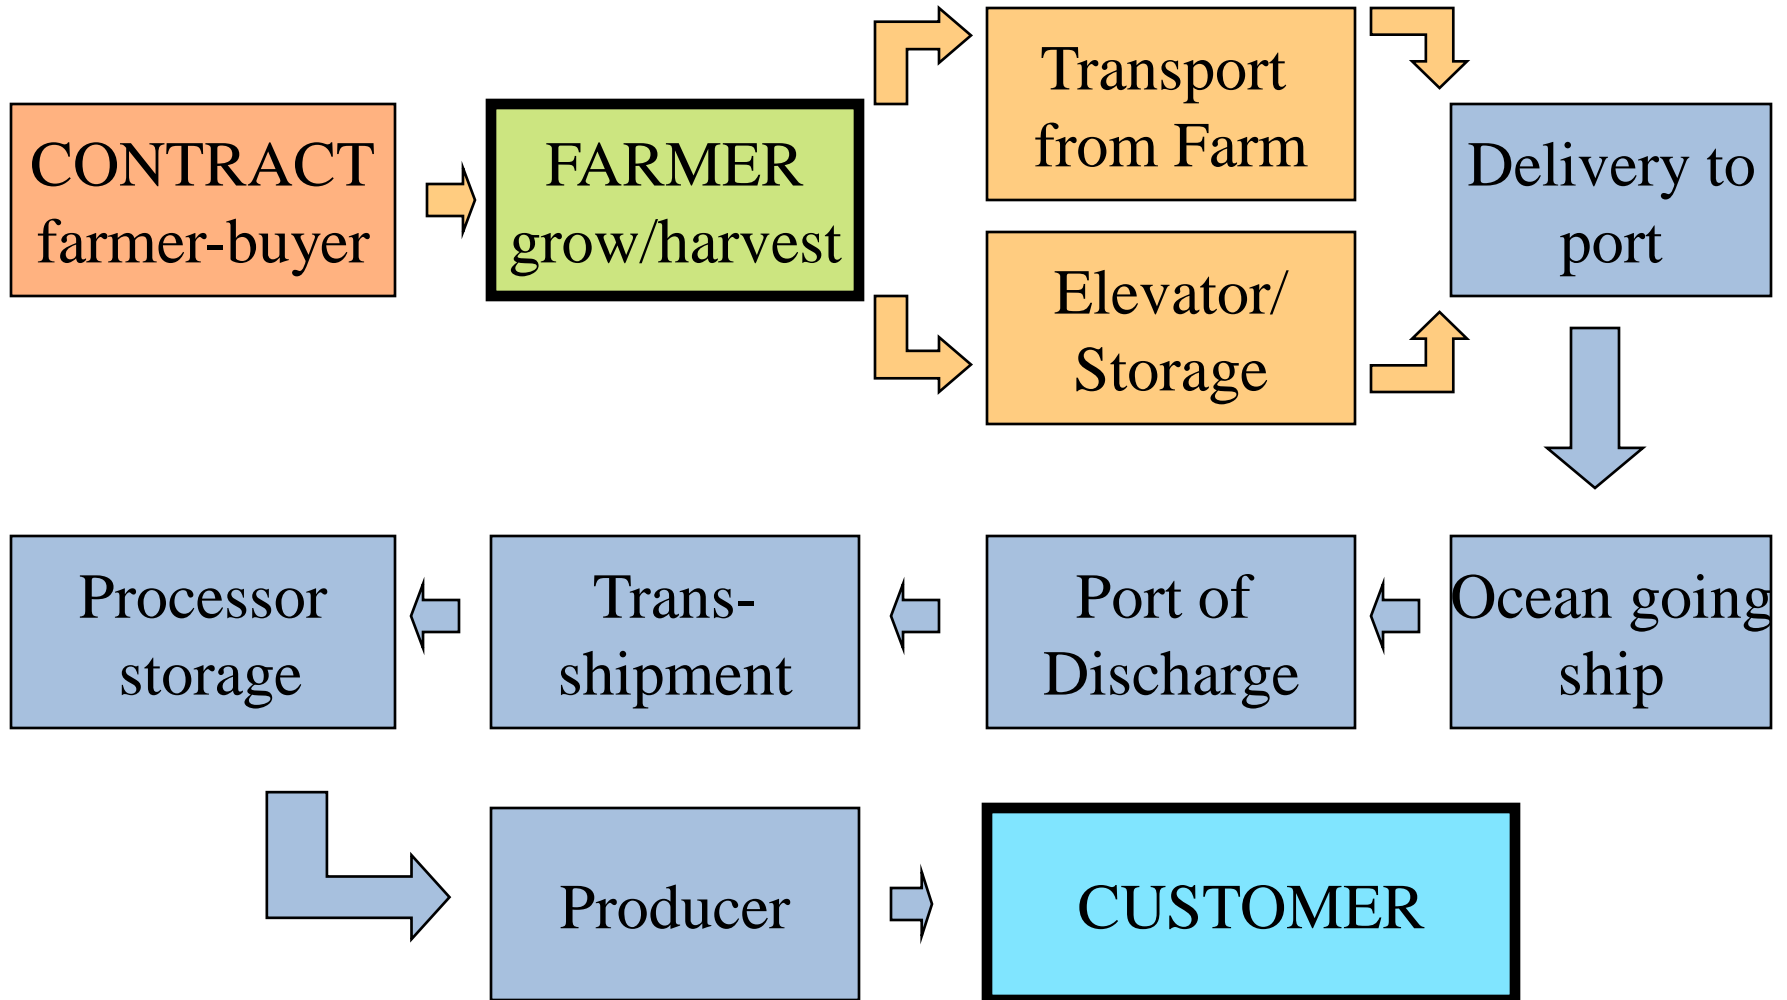 CONTRACT
farmer-buyer
FARMER
grow/harvest
Transport
from Farm
Elevator/
Storage
Delivery to
port
Ocean going
ship
Port of
Discharge
Trans-
shipment
Processor
storage
Producer
CUSTOMER